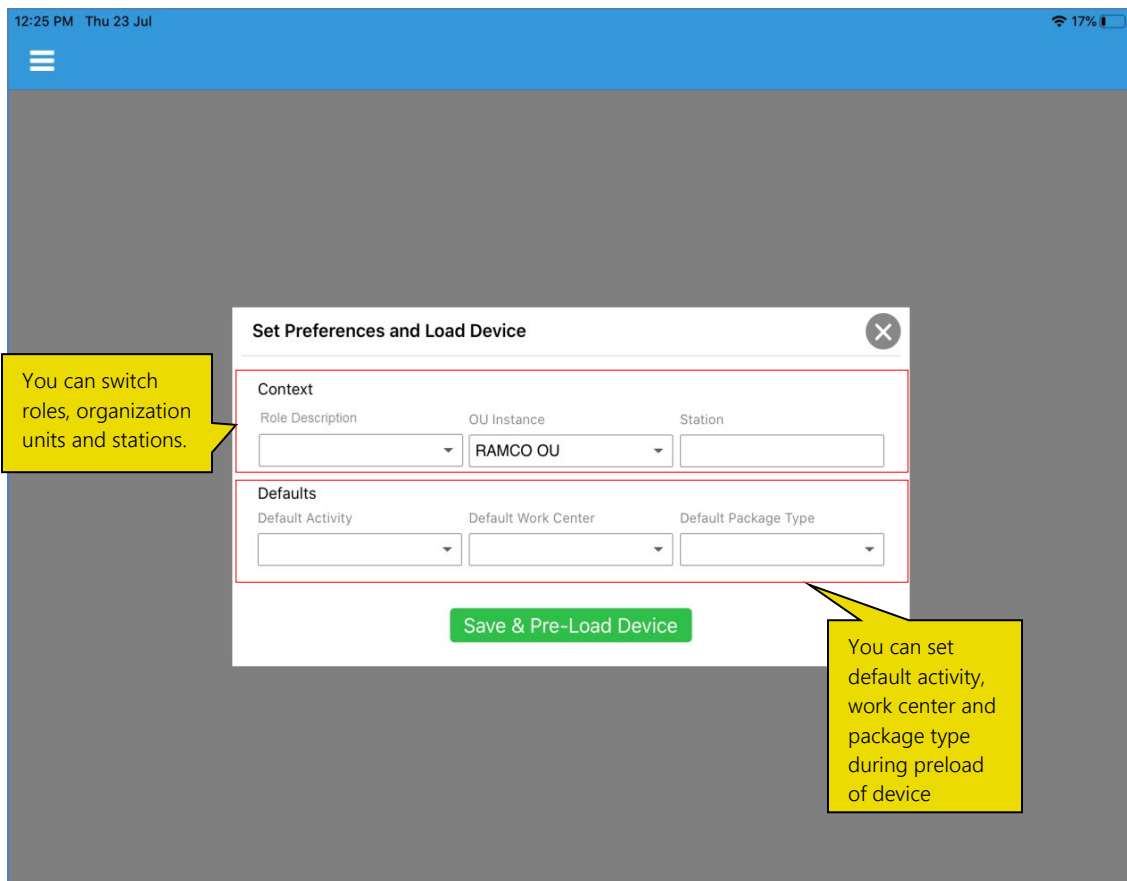 12:25 PM Thu 23 Jul
17%
Set Preferences and Load Device
You can switch
roles, organization
units and stations.
Context
Role Description
OU Instance
Station
RAMCO OU
Defaults
Default Activity
Default Work Center
Default Package Type
Save & Pre-Load Device
You can set
default activity,
work center and
package type
during preload
of device